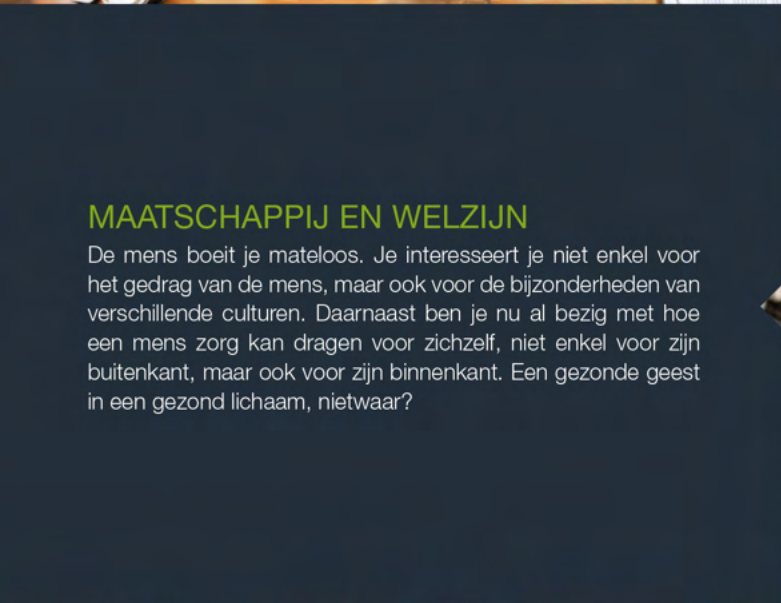 MAATSCHAPPIJ EN WELZIJN
De mens boeit je mateloos. Je interesseert je niet enkel voor
het gedrag van de mens, maar ook voor de bijzonderheden van
verschillende culturen. Daarnaast ben je nu al bezig met hoe
een mens zorg kan dragen voor zichzelf, niet enkel voor zijn
buitenkant, maar ook voor zijn binnenkant. Een gezonde geest
in een gezond lichaam, nietwaar?